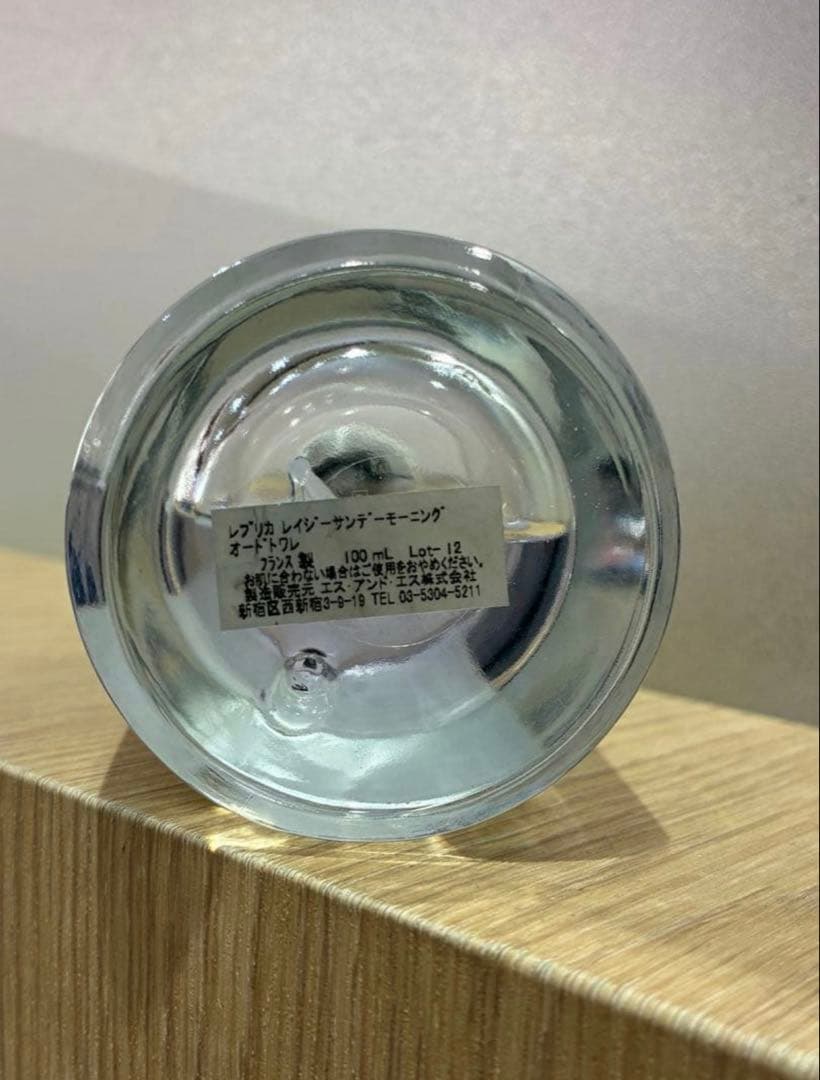 レプリカ レイジーサンデーモーニング
オードトワレ
フランス 製 100 mL Lot-12
お肌に合わない場合はご使用をおやめください。
製造販売元 エス・アンド・エス株式会社
新宿区西新宿3-9-19 TEL 03-5304-5211